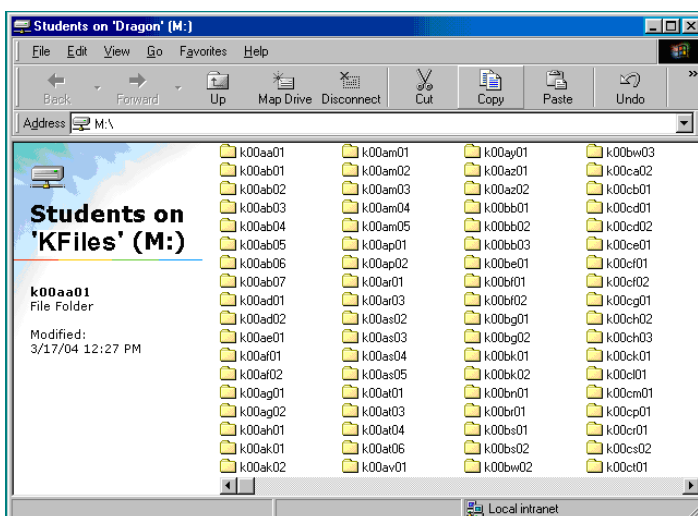 Students on 'Dragon' (M:)
File Edit View Go Favorites Help
Back Forward Up Map Drive Disconnect Cut Copy Paste Undo »
Address M:\
Students on
'KFiles' (M:)
k00aa01
File Folder
Modified:
3/17/04 12:27 PM
k00aa01 k00am01 k00ay01 k00bw03
k00ab01 k00am02 k00az01 k00ca02
k00ab02 k00am03 k00az02 k00cb01
k00ab03 k00am04 k00bb01 k00cd01
k00ab04 k00am05 k00bb02 k00cd02
k00ab05 k00ap01 k00bb03 k00ce01
k00ab06 k00ap02 k00be01 k00cf01
k00ab07 k00ar01 k00bf01 k00cf02
k00ad01 k00ar03 k00bf02 k00cg01
k00ad02 k00as02 k00bg01 k00ch02
k00ae01 k00as03 k00bg02 k00ch03
k00af01 k00as04 k00bk01 k00ck01
k00af02 k00as05 k00bk02 k00cl01
k00ag01 k00at01 k00bn01 k00cm01
k00ag02 k00at03 k00br01 k00cp01
k00ah01 k00at04 k00bs01 k00cr01
k00ak01 k00at06 k00bs02 k00cs02
k00ak02 k00av01 k00bw02 k00ct01
Local intranet